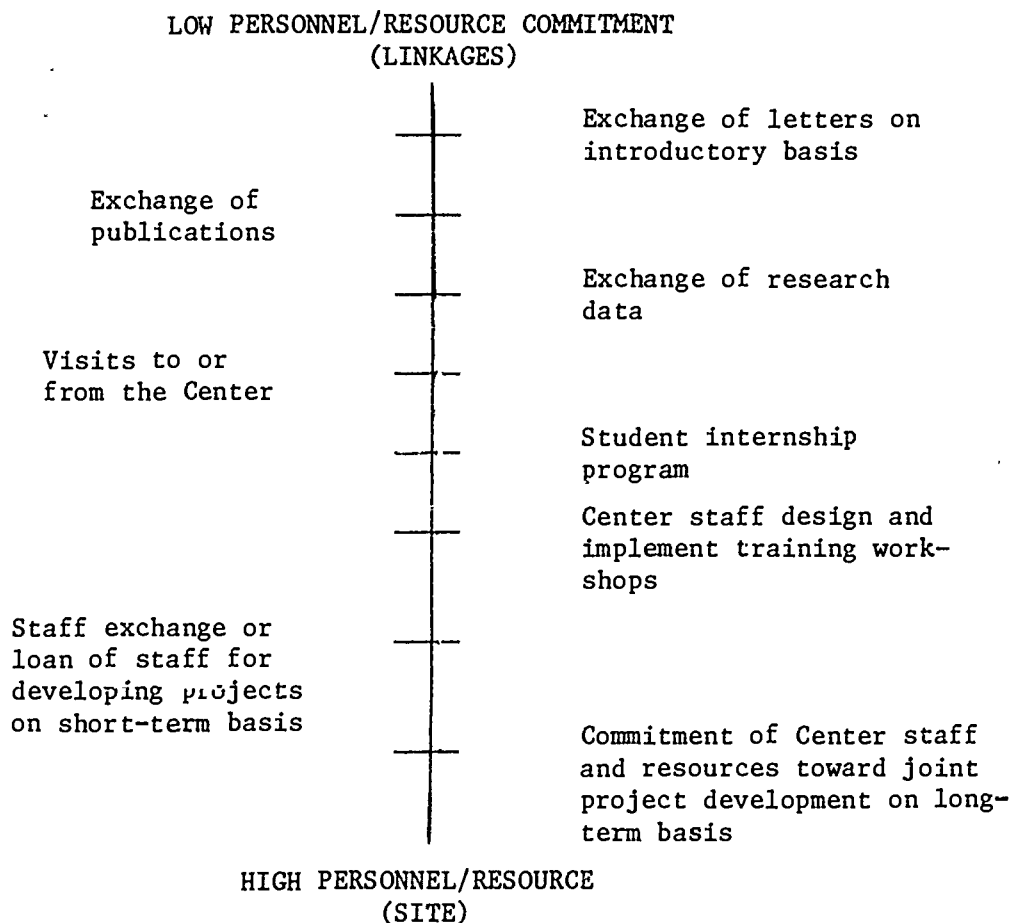 LOW PERSONNEL/RESOURCE COMMITMENT
(LINKAGES)
Exchange of letters on
introductory basis
Exchange of
publications
Exchange of research
data
Visits to or
from the Center
Student internship
program
Center staff design and
implement training work-
shops
Staff exchange or
loan of staff for
developing projects
on short-term basis
Commitment of Center staff
and resources toward joint
project development on long-
term basis
HIGH PERSONNEL/RESOURCE
(SITE)